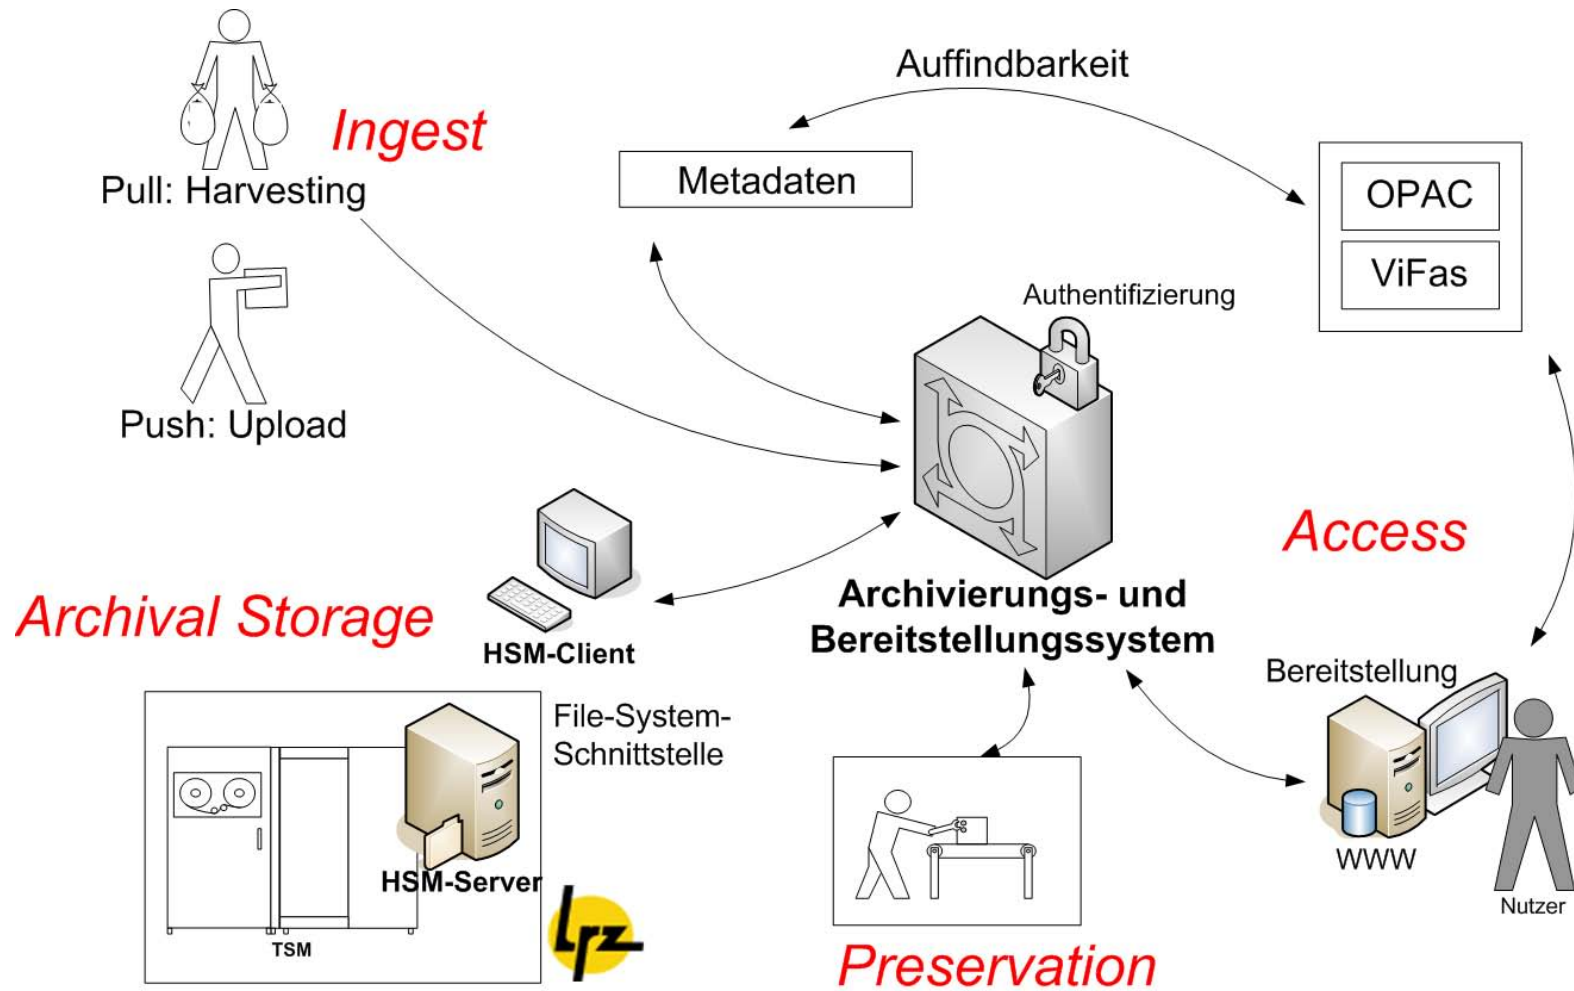 Auffindbarkeit
Ingest
Metadaten
Pull: Harvesting
OPAC
ViFas
Authentifizierung
Push: Upload
Access
Archival Storage
Archivierungs- und
Bereitstellungssystem
HSM-Client
Bereitstellung
File-System-
Schnittstelle
WWW
HSM-Server
Nutzer
TSM
lrz
Preservation